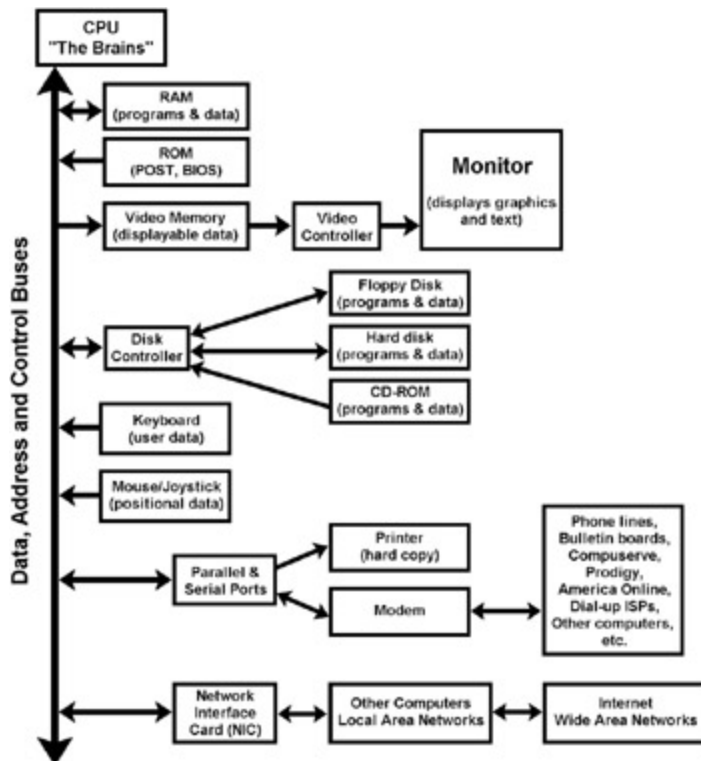 CPU
"The Brains"
RAM
(programs & data)
ROM
(POST, BIOS)
Video Memory
(displayable data)
Video
Controller
Monitor
(displays graphics
and text)
Data, Address and Control Buses
Disk
Controller
Floppy Disk
(programs & data)
Hard disk
(programs & data)
CD-ROM
(programs & data)
Keyboard
(user data)
Mouse/Joystick
(positional data)
Parallel &
Serial Ports
Printer
(hard copy)
Modem
Phone lines,
Bulletin boards,
Compuserve,
Prodigy,
America Online,
Dial-up ISPs,
Other computers,
etc.
Network
Interface
Card (NIC)
Other Computers
Local Area Networks
Internet
Wide Area Networks